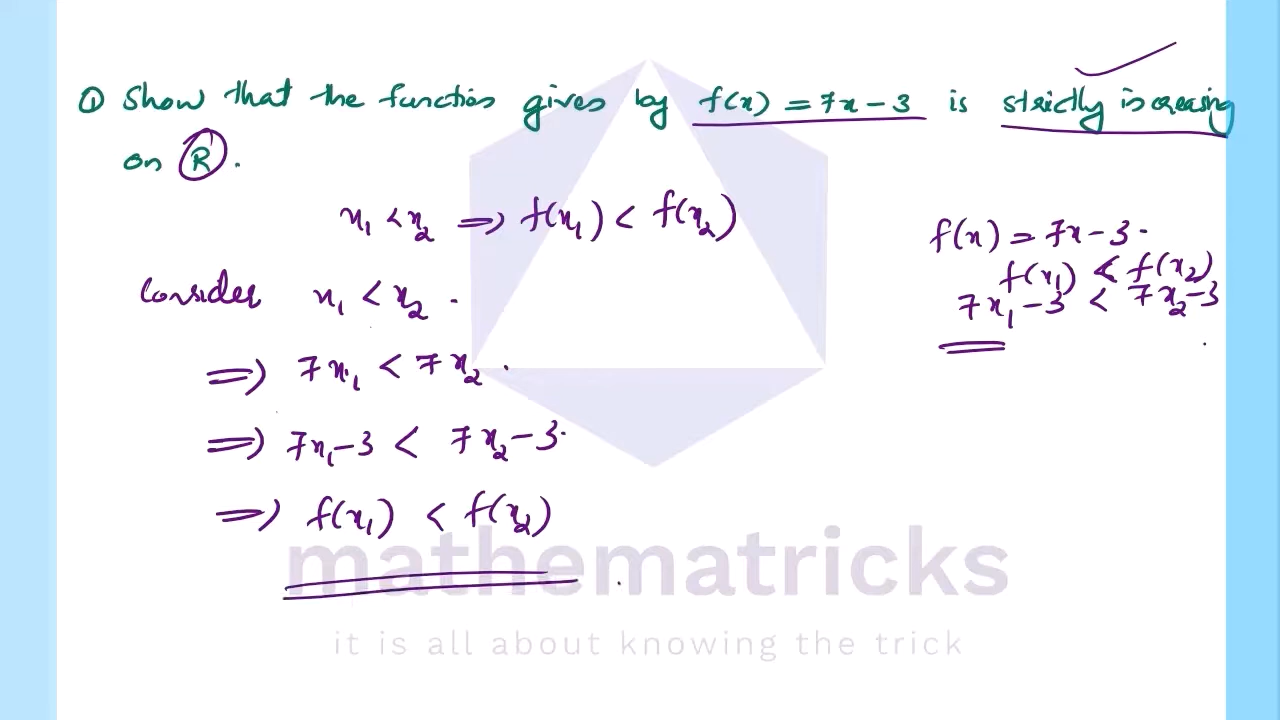 ① Show that the function given by f(x) = 7x - 3 is strictly increasing
on R.
x₁ < x₂ ⇒ f(x₁) < f(x₂)
f(x) = 7x - 3.
f(x₁) < f(x₂)
7x₁ - 3 < 7x₂ - 3
Consider x₁ < x₂.
⇒ 7x₁ < 7x₂.
⇒ 7x₁ - 3 < 7x₂ - 3.
⇒ f(x₁) < f(x₂)
mathematricks
it is all about knowing the trick